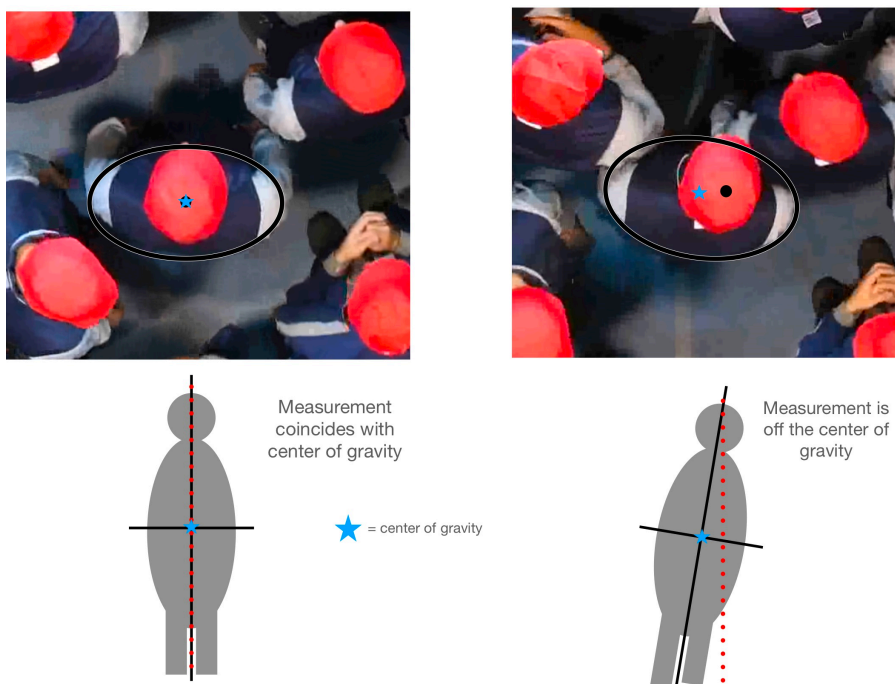 Measurement
coincides with
center of gravity
= center of gravity
Measurement is
off the center of
gravity